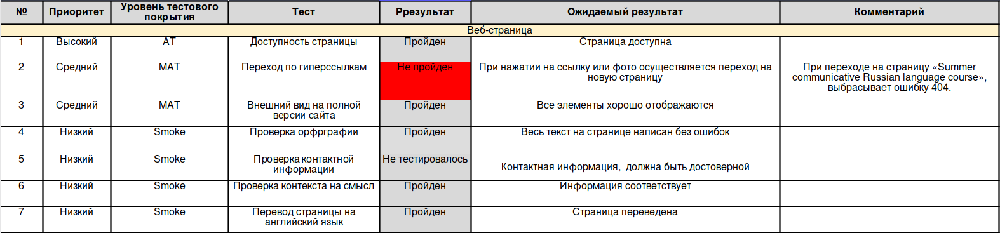 № Приоритет Уровень тестового покрытия Тест Ррезультат Ожидаемый результат Комментарий
Веб-страница
1 Высокий АТ Доступность страницы Пройден Страница доступна
2 Средний МАТ Переход по гиперссылкам Не пройден При нажатии на ссылку или фото осуществляется переход на
новую страницу
При переходе на страницу «Summer
communicative Russian language course»,
выбрасывает ошибку 404.
3 Средний МАТ Внешний вид на полной
версии сайта
Пройден Все элементы хорошо отображаются
4 Низкий Smoke Проверка орфрграфии Пройден Весь текст на странице написан без ошибок
5 Низкий Smoke Проверка контактной
информации
Не тестировалось Контактная информация, должна быть достоверной
6 Низкий Smoke Проверка контекста на смысл Пройден Информация соответствует
7 Низкий Smoke Перевод страницы на
английский язык
Пройден Страница переведена